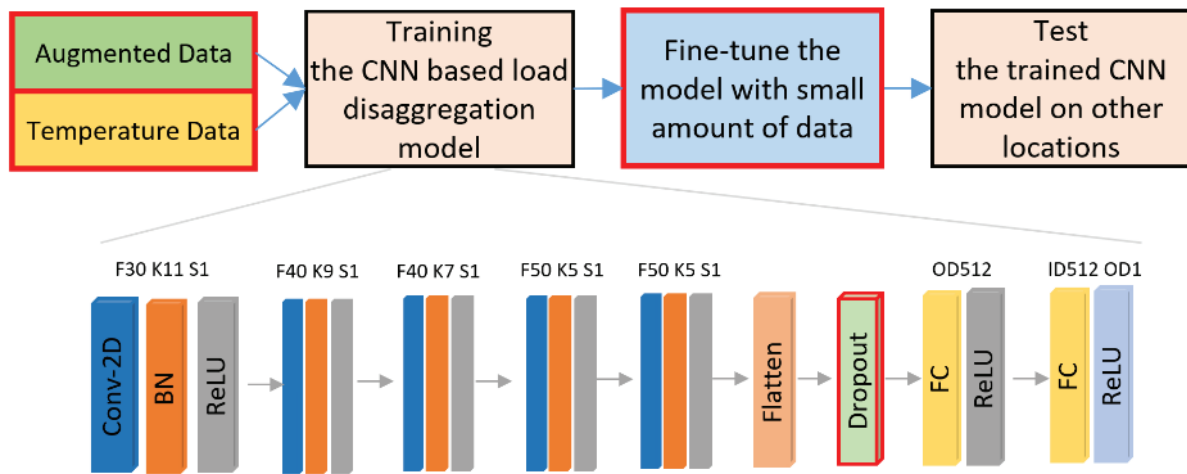 Augmented Data
Temperature Data
Training
the CNN based load
disaggregation
model
Fine-tune the
model with small
amount of data
Test
the trained CNN
model on other
locations
F30 K11 S1
F40 K9 S1
F40 K7 S1
F50 K5 S1
F50 K5 S1
OD512
ID512 OD1
Conv-2D
BN
ReLU
Flatten
Dropout
FC
ReLU
FC
ReLU